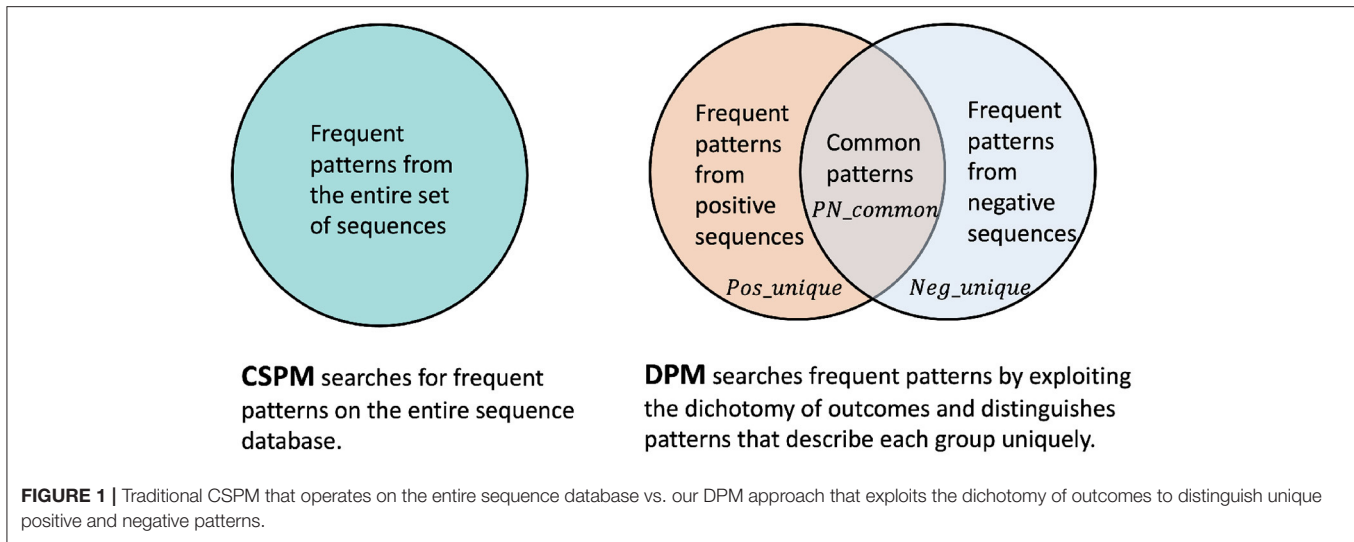 Frequent
patterns from
the entire set
of sequences
Frequent
patterns
from
positive
sequences
Pos_unique
Common
patterns
PN_common
Frequent
patterns
from
negative
sequences
Neg_unique
CSPM searches for frequent
patterns on the entire sequence
database.
DPM searches frequent patterns by exploiting
the dichotomy of outcomes and distinguishes
patterns that describe each group uniquely.
FIGURE 1 | Traditional CSPM that operates on the entire sequence database vs. our DPM approach that exploits the dichotomy of outcomes to distinguish unique
positive and negative patterns.